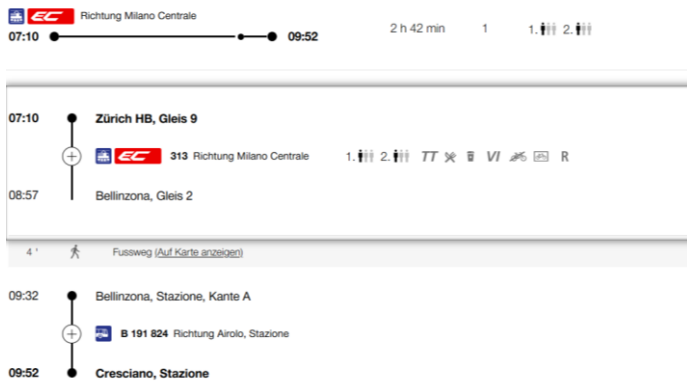 EC Richtung Milano Centrale
07:10 09:52 2 h 42 min 1 1. 2.
07:10 Zürich HB, Gleis 9
EC 313 Richtung Milano Centrale 1. 2. TT VI R
08:57 Bellinzona, Gleis 2
4 ' Fussweg (Auf Karte anzeigen)
09:32 Bellinzona, Stazione, Kante A
B 191 824 Richtung Airolo, Stazione
09:52 Cresciano, Stazione